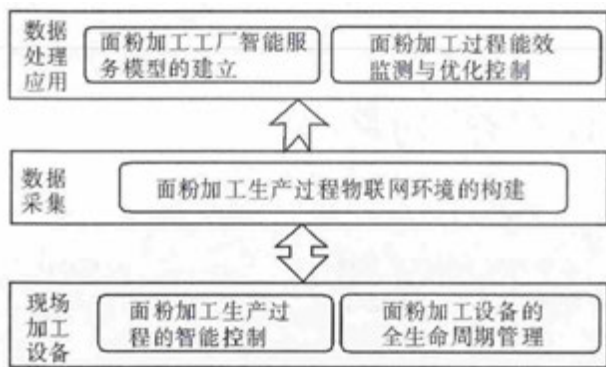 数据
处理
应用
面粉加工工厂智能服
务模型的建立
面粉加工过程能效
监测与优化控制
数据
采集
面粉加工生产过程物联网环境的构建
现场
加工
设备
面粉加工生产过
程的智能控制
面粉加工设备的
全生命周期管理